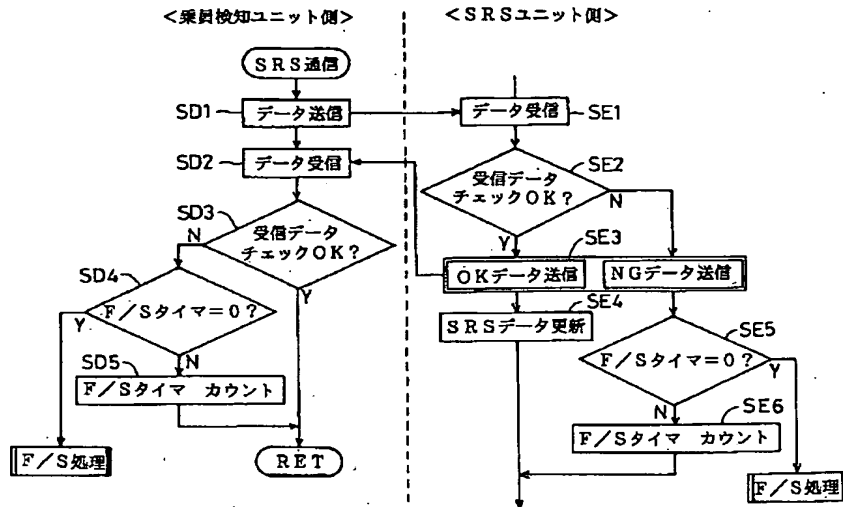 ＜乗員検知ユニット側＞
＜SRSユニット側＞
SRS通信
SD1
データ送信
データ受信
SE1
SD2
データ受信
SE2
受信データ
チェックOK？
N
Y
SD3
受信データ
チェックOK？
N
Y
SE3
OKデータ送信
NGデータ送信
SD4
F／Sタイマ＝0？
Y
N
SE4
SRSデータ更新
SE5
F／Sタイマ＝0？
Y
N
SD5
F／Sタイマ カウント
SE6
F／Sタイマ カウント
F／S処理
RET
F／S処理